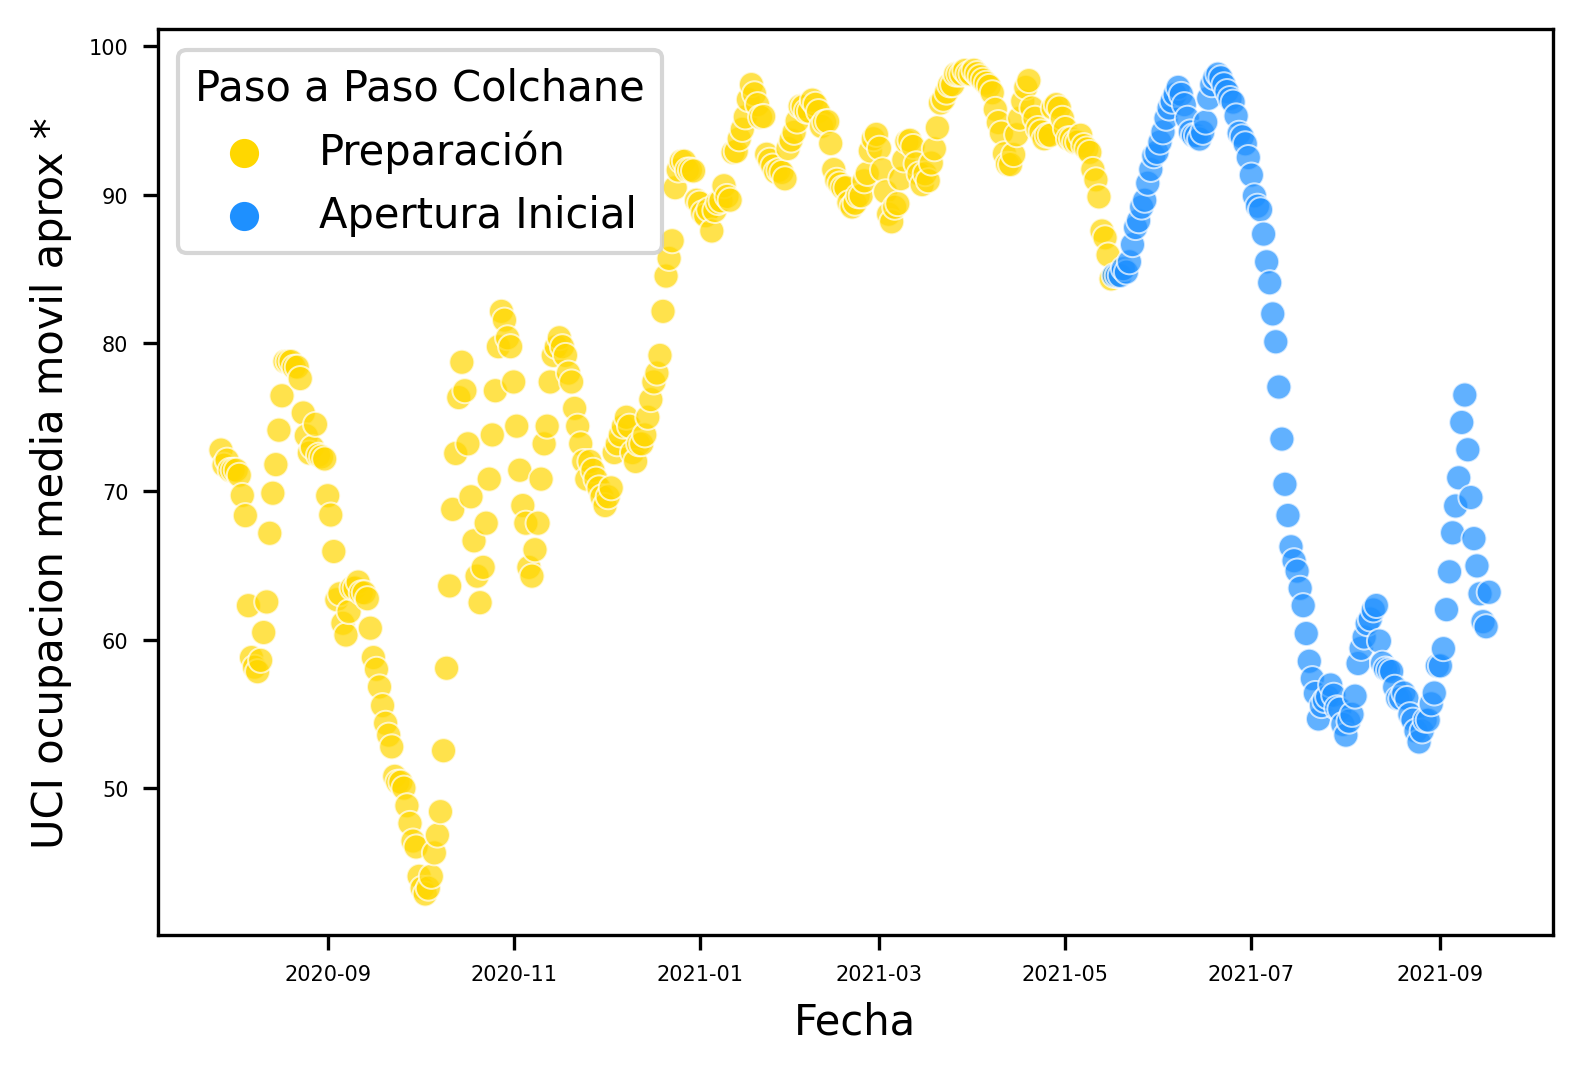 Paso a Paso Colchane
Preparación
Apertura Inicial
UCI ocupacion media movil aprox *
100
90
80
70
60
50
2020-09
2020-11
2021-01
2021-03
2021-05
2021-07
2021-09
Fecha